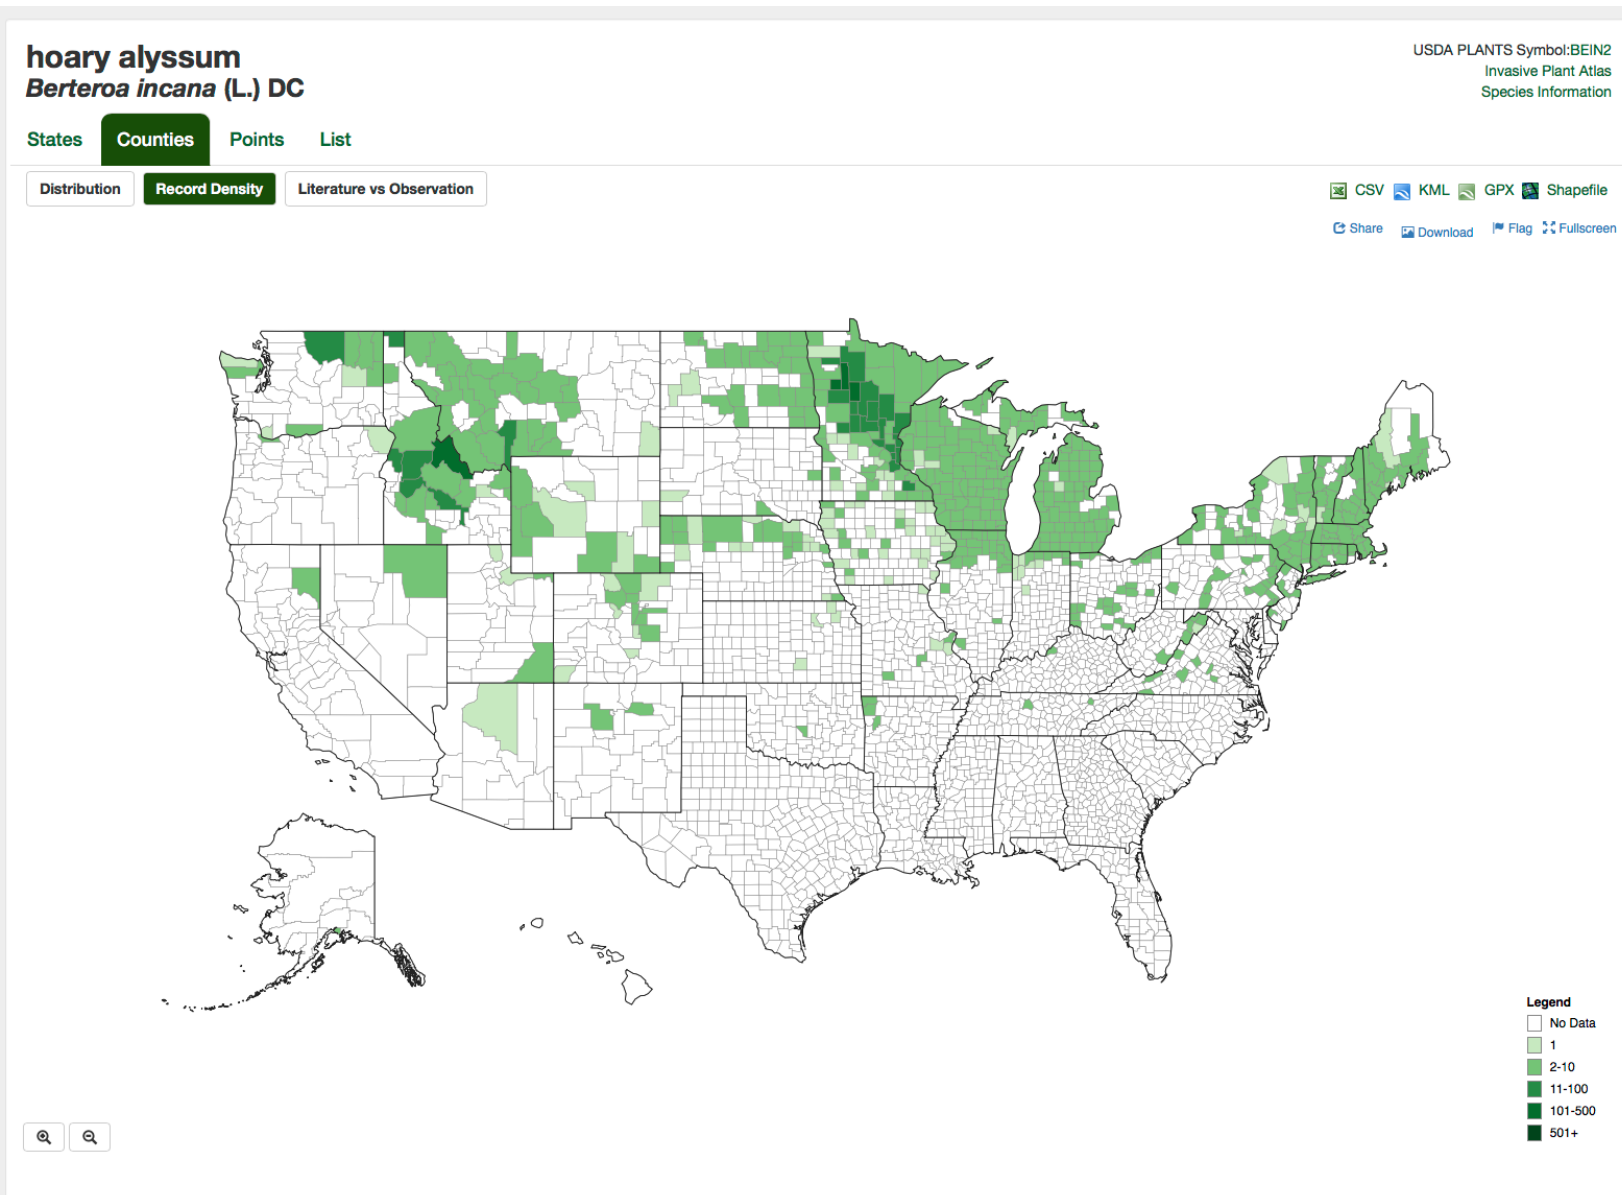 hoary alyssum
Berteroa incana (L.) DC
USDA PLANTS Symbol:BEIN2
Invasive Plant Atlas
Species Information
States Counties Points List
Distribution Record Density Literature vs Observation
CSV KML GPX Shapefile
Share Download Flag Fullscreen
Legend
No Data
1
2-10
11-100
101-500
501+